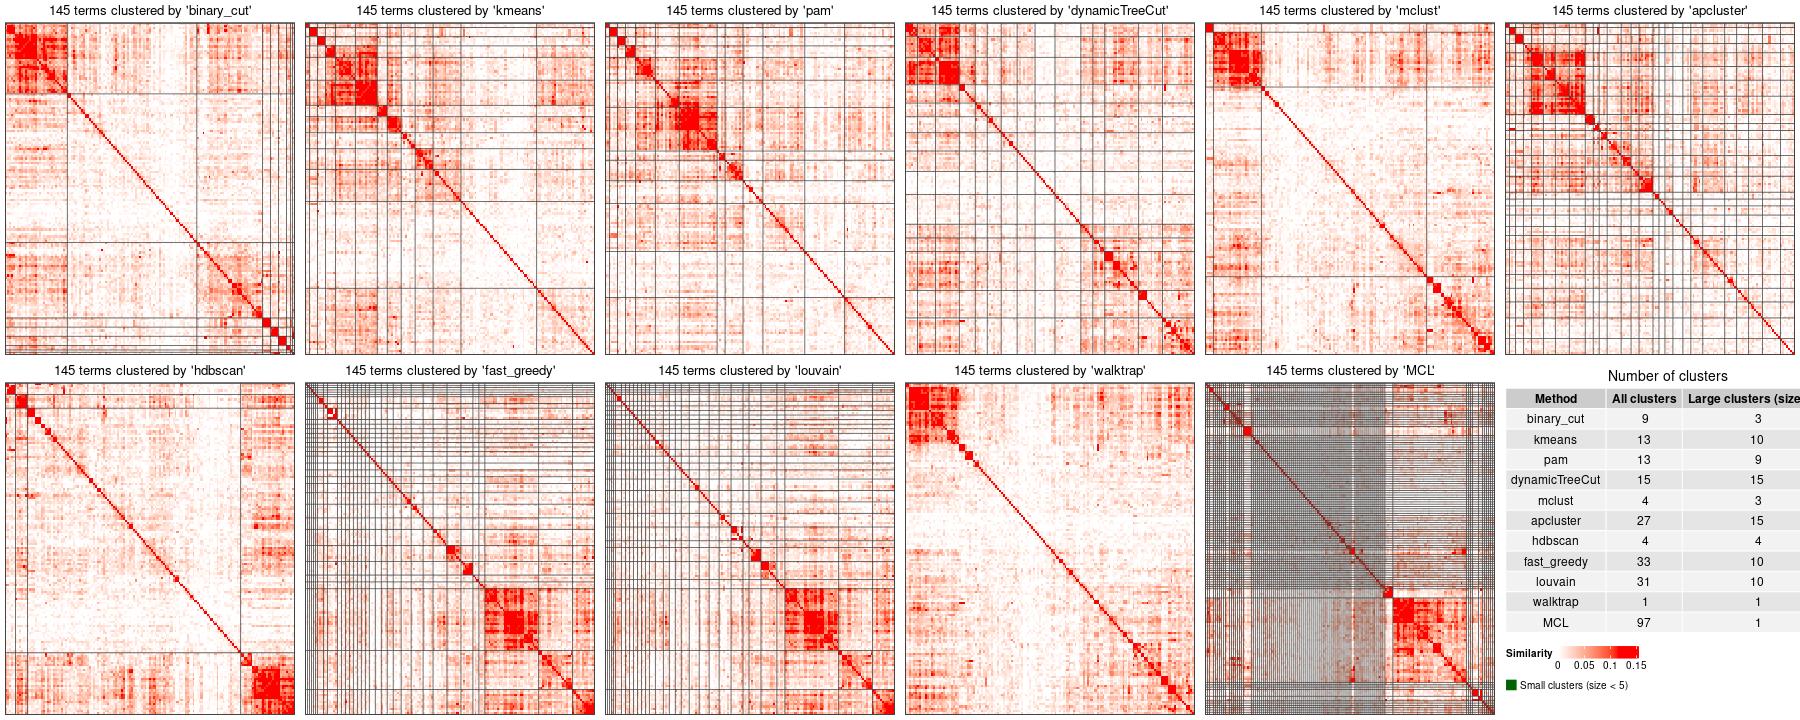 145 terms clustered by 'binary_cut'
145 terms clustered by 'kmeans'
145 terms clustered by 'pam'
145 terms clustered by 'dynamicTreeCut'
145 terms clustered by 'mclust'
145 terms clustered by 'apcluster'
145 terms clustered by 'hdbscan'
145 terms clustered by 'fast_greedy'
145 terms clustered by 'louvain'
145 terms clustered by 'walktrap'
145 terms clustered by 'MCL'
Number of clusters
Method All clusters Large clusters (size
binary_cut 9 3
kmeans 13 10
pam 13 9
dynamicTreeCut 15 15
mclust 4 3
apcluster 27 15
hdbscan 4 4
fast_greedy 33 10
louvain 31 10
walktrap 1 1
MCL 97 1
Similarity
0 0.05 0.1 0.15
Small clusters (size < 5)